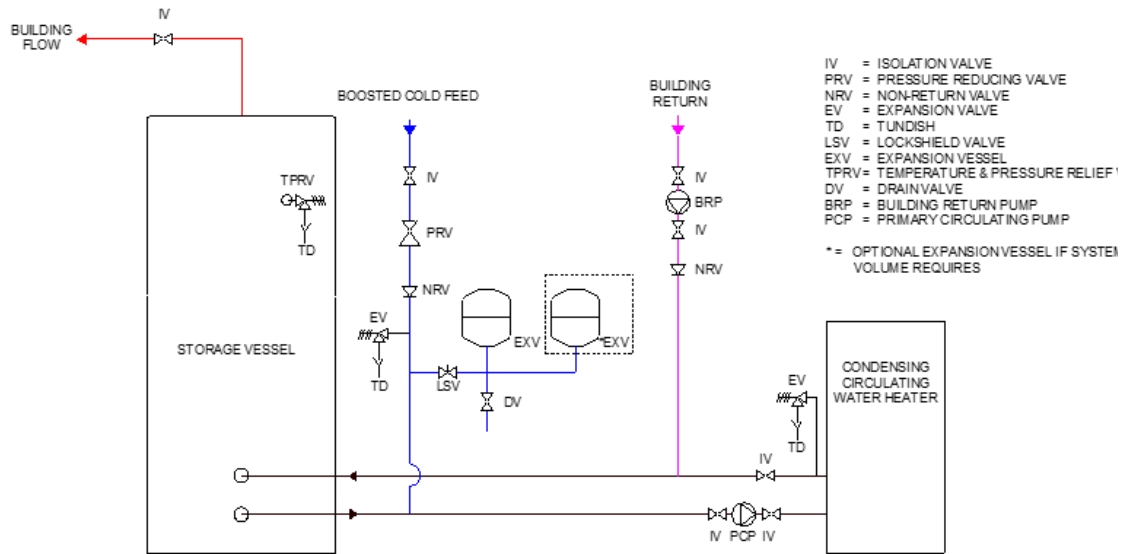 IV
BUILDING
FLOW
BOOSTED COLD FEED
BUILDING
RETURN
IV = ISOLATION VALVE
PRV = PRESSURE REDUCING VALVE
NRV = NON-RETURN VALVE
EV = EXPANSION VALVE
TD = TUNDISH
LSV = LOCKSHIELD VALVE
EXV = EXPANSION VESSEL
TPRV= TEMPERATURE & PRESSURE RELIEF
DV = DRAIN VALVE
BRP = BUILDING RETURN PUMP
PCP = PRIMARY CIRCULATING PUMP
* = OPTIONAL EXPANSION VESSEL IF SYSTEM
VOLUME REQUIRES
TPRV
TD
IV
PRV
NRV
IV
BRP
IV
NRV
EV
TD
EXV
*EXV
LSV
DV
STORAGE VESSEL
CONDENSING
CIRCULATING
WATER HEATER
EV
TD
IV
IV PCP IV